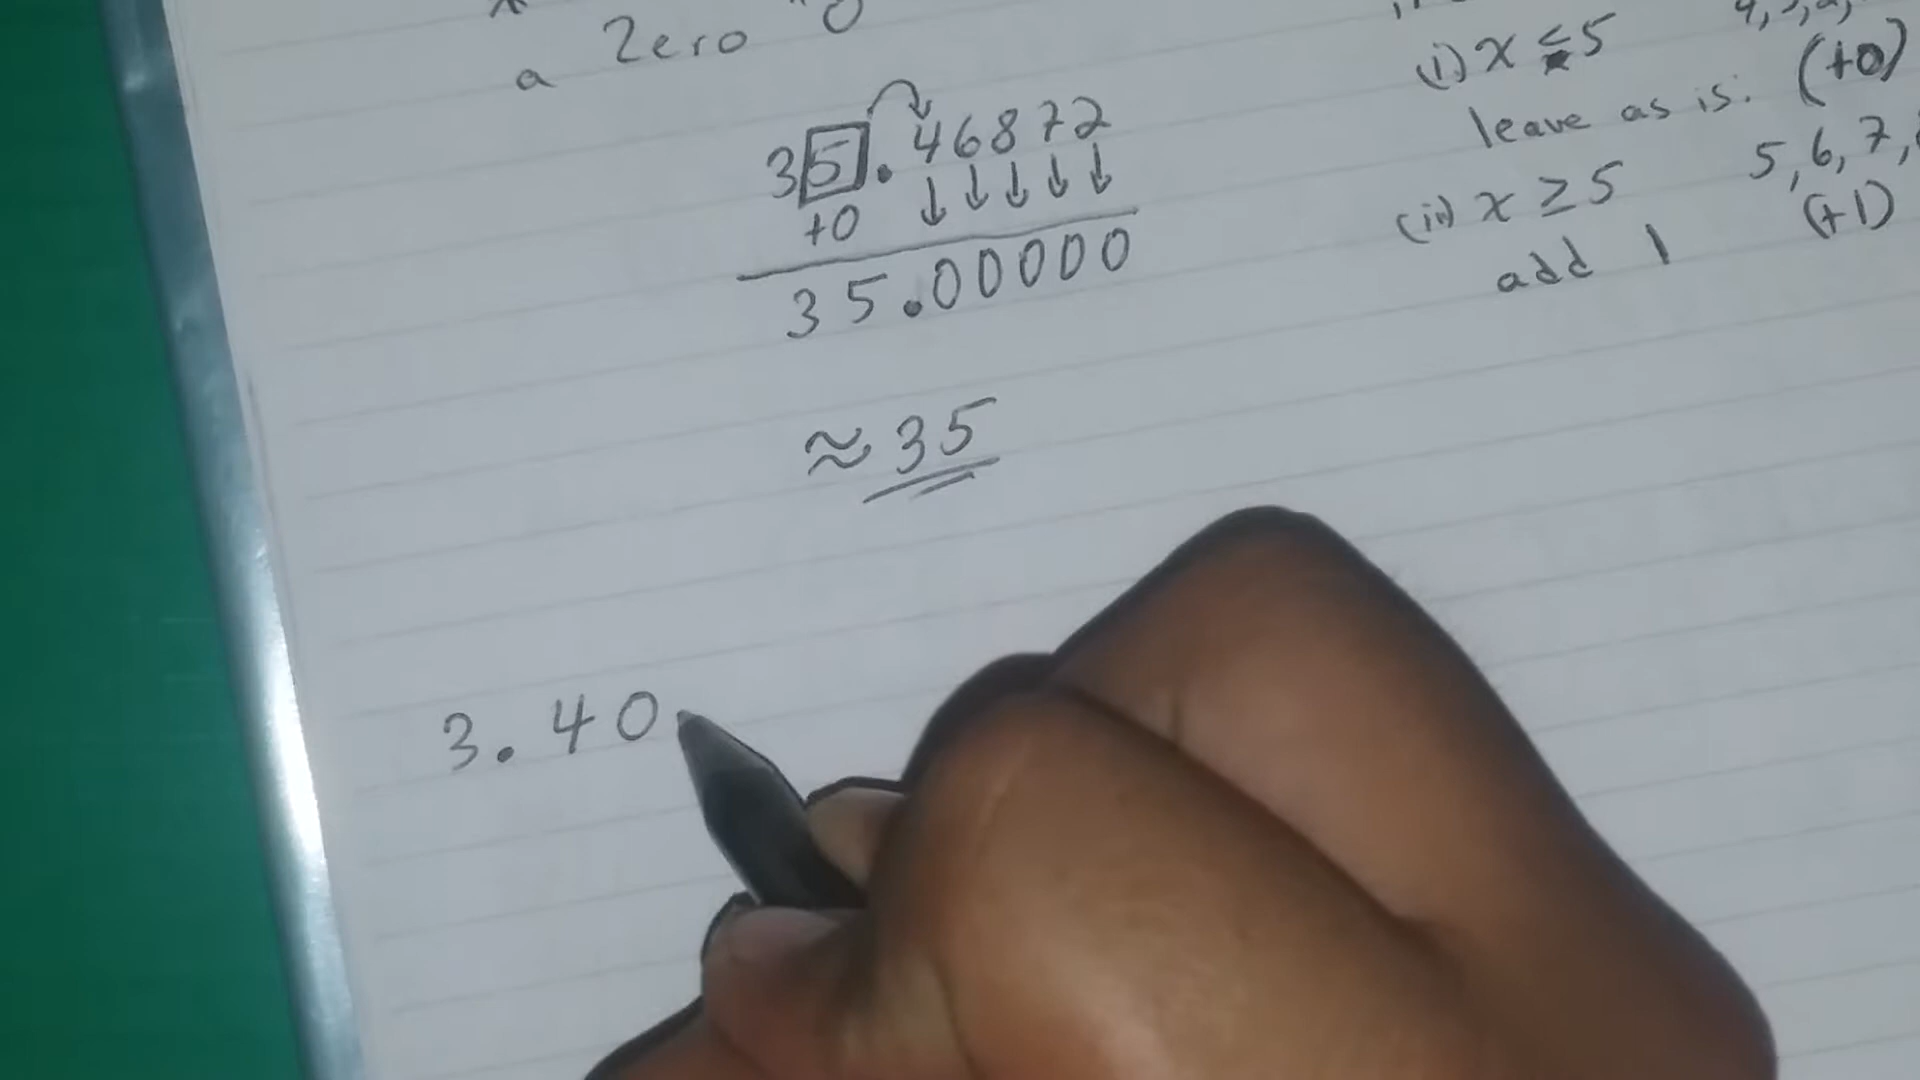 a Zero "0
35.46872
+0 ↓↓↓↓↓
35.00000
≈ 35
3.40
(i) x ≤ 5
leave as is. (+0)
(ii) x ≥ 5 5, 6, 7,
add 1 (+1)